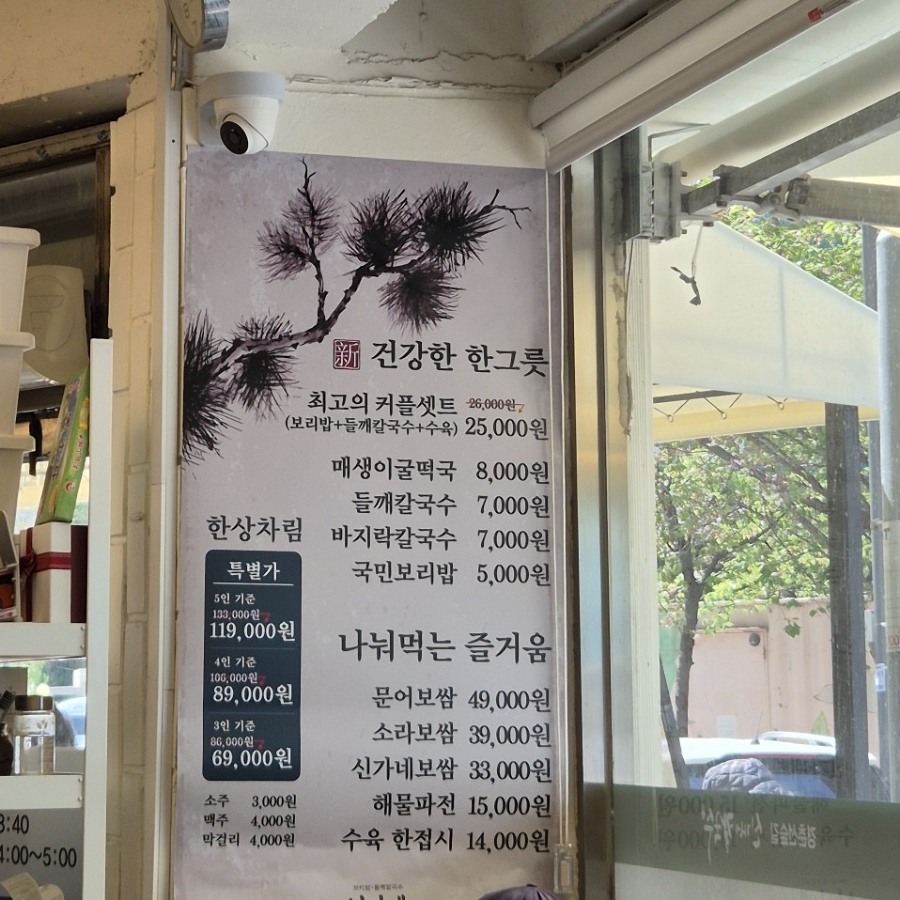 新 건강한 한그릇
최고의 커플셋트 26,000원
(보리밥+들깨칼국수+수육) 25,000원
매생이굴떡국 8,000원
들깨칼국수 7,000원
바지락칼국수 7,000원
국민보리밥 5,000원
한상차림
특별가
5인 기준
133,000원
119,000원
4인 기준
106,000원
89,000원
3인 기준
86,000원
69,000원
소주 3,000원
맥주 4,000원
막걸리 4,000원
나눠먹는 즐거움
문어보쌈 49,000원
소라보쌈 39,000원
신가네보쌈 33,000원
해물파전 15,000원
수육 한접시 14,000원
보리밥·들깨칼국수
3:40
4:00~5:00